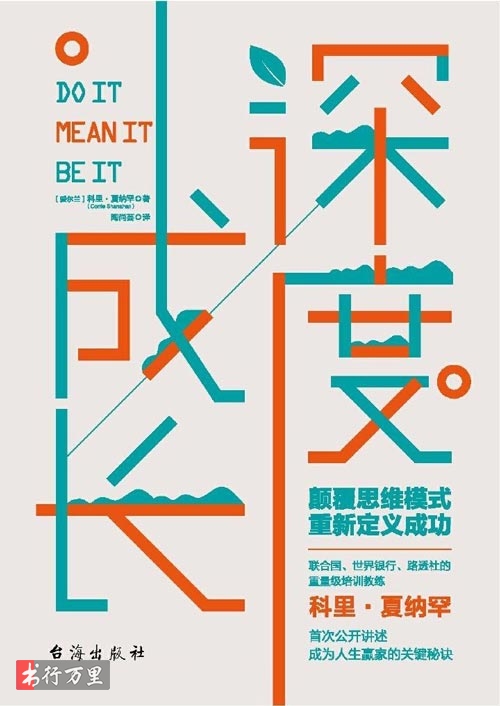 DO IT
MEAN IT
BE IT
【爱尔兰】科里·夏纳罕 著
(Corrie Shanahan)
深度
成长
颠覆思维模式
重新定义成功
联合国、世界银行、路透社的
重量级培训教练
科里·夏纳罕
首次公开讲述
成为人生赢家的关键秘诀
台海出版社
书行万里